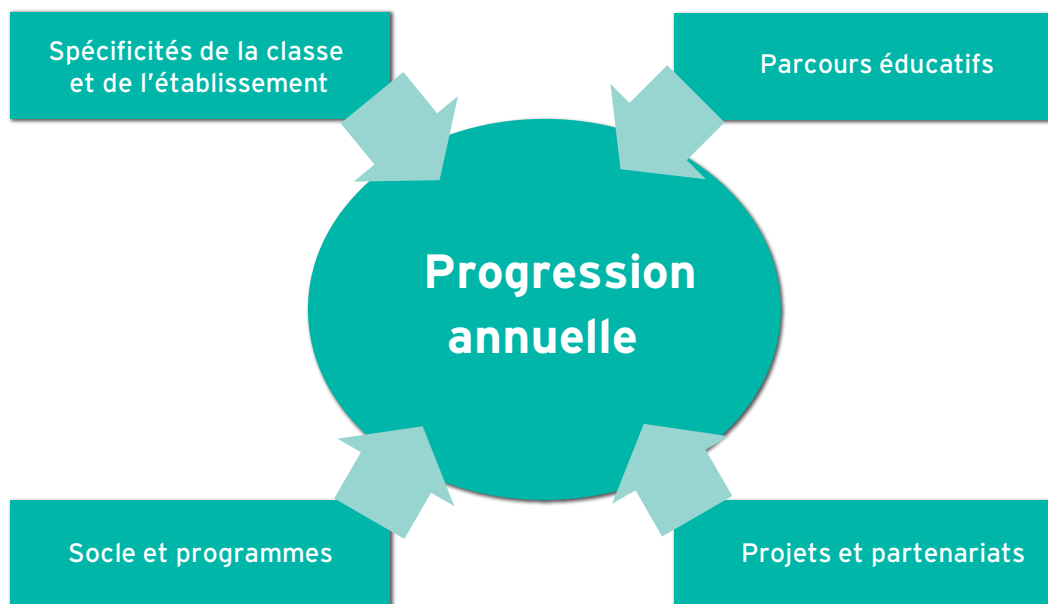 Spécificités de la classe
et de l’établissement
Parcours éducatifs
Progression
annuelle
Socle et programmes
Projets et partenariats